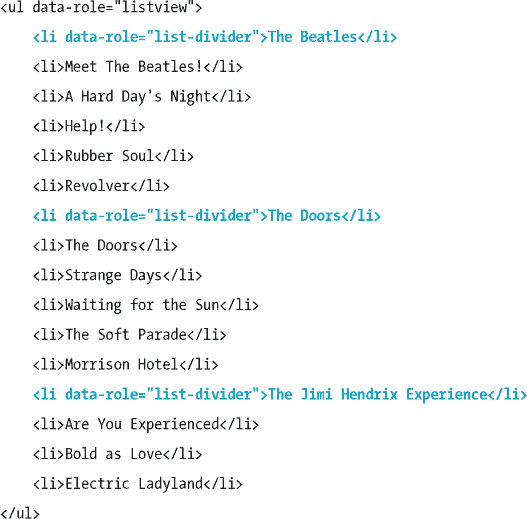 <ul data-role="listview">
<li data-role="list-divider">The Beatles</li>
<li>Meet The Beatles!</li>
<li>A Hard Day's Night</li>
<li>Help!</li>
<li>Rubber Soul</li>
<li>Revolver</li>
<li data-role="list-divider">The Doors</li>
<li>The Doors</li>
<li>Strange Days</li>
<li>Waiting for the Sun</li>
<li>The Soft Parade</li>
<li>Morrison Hotel</li>
<li data-role="list-divider">The Jimi Hendrix Experience</li>
<li>Are You Experienced</li>
<li>Bold as Love</li>
<li>Electric Ladyland</li>
</ul>